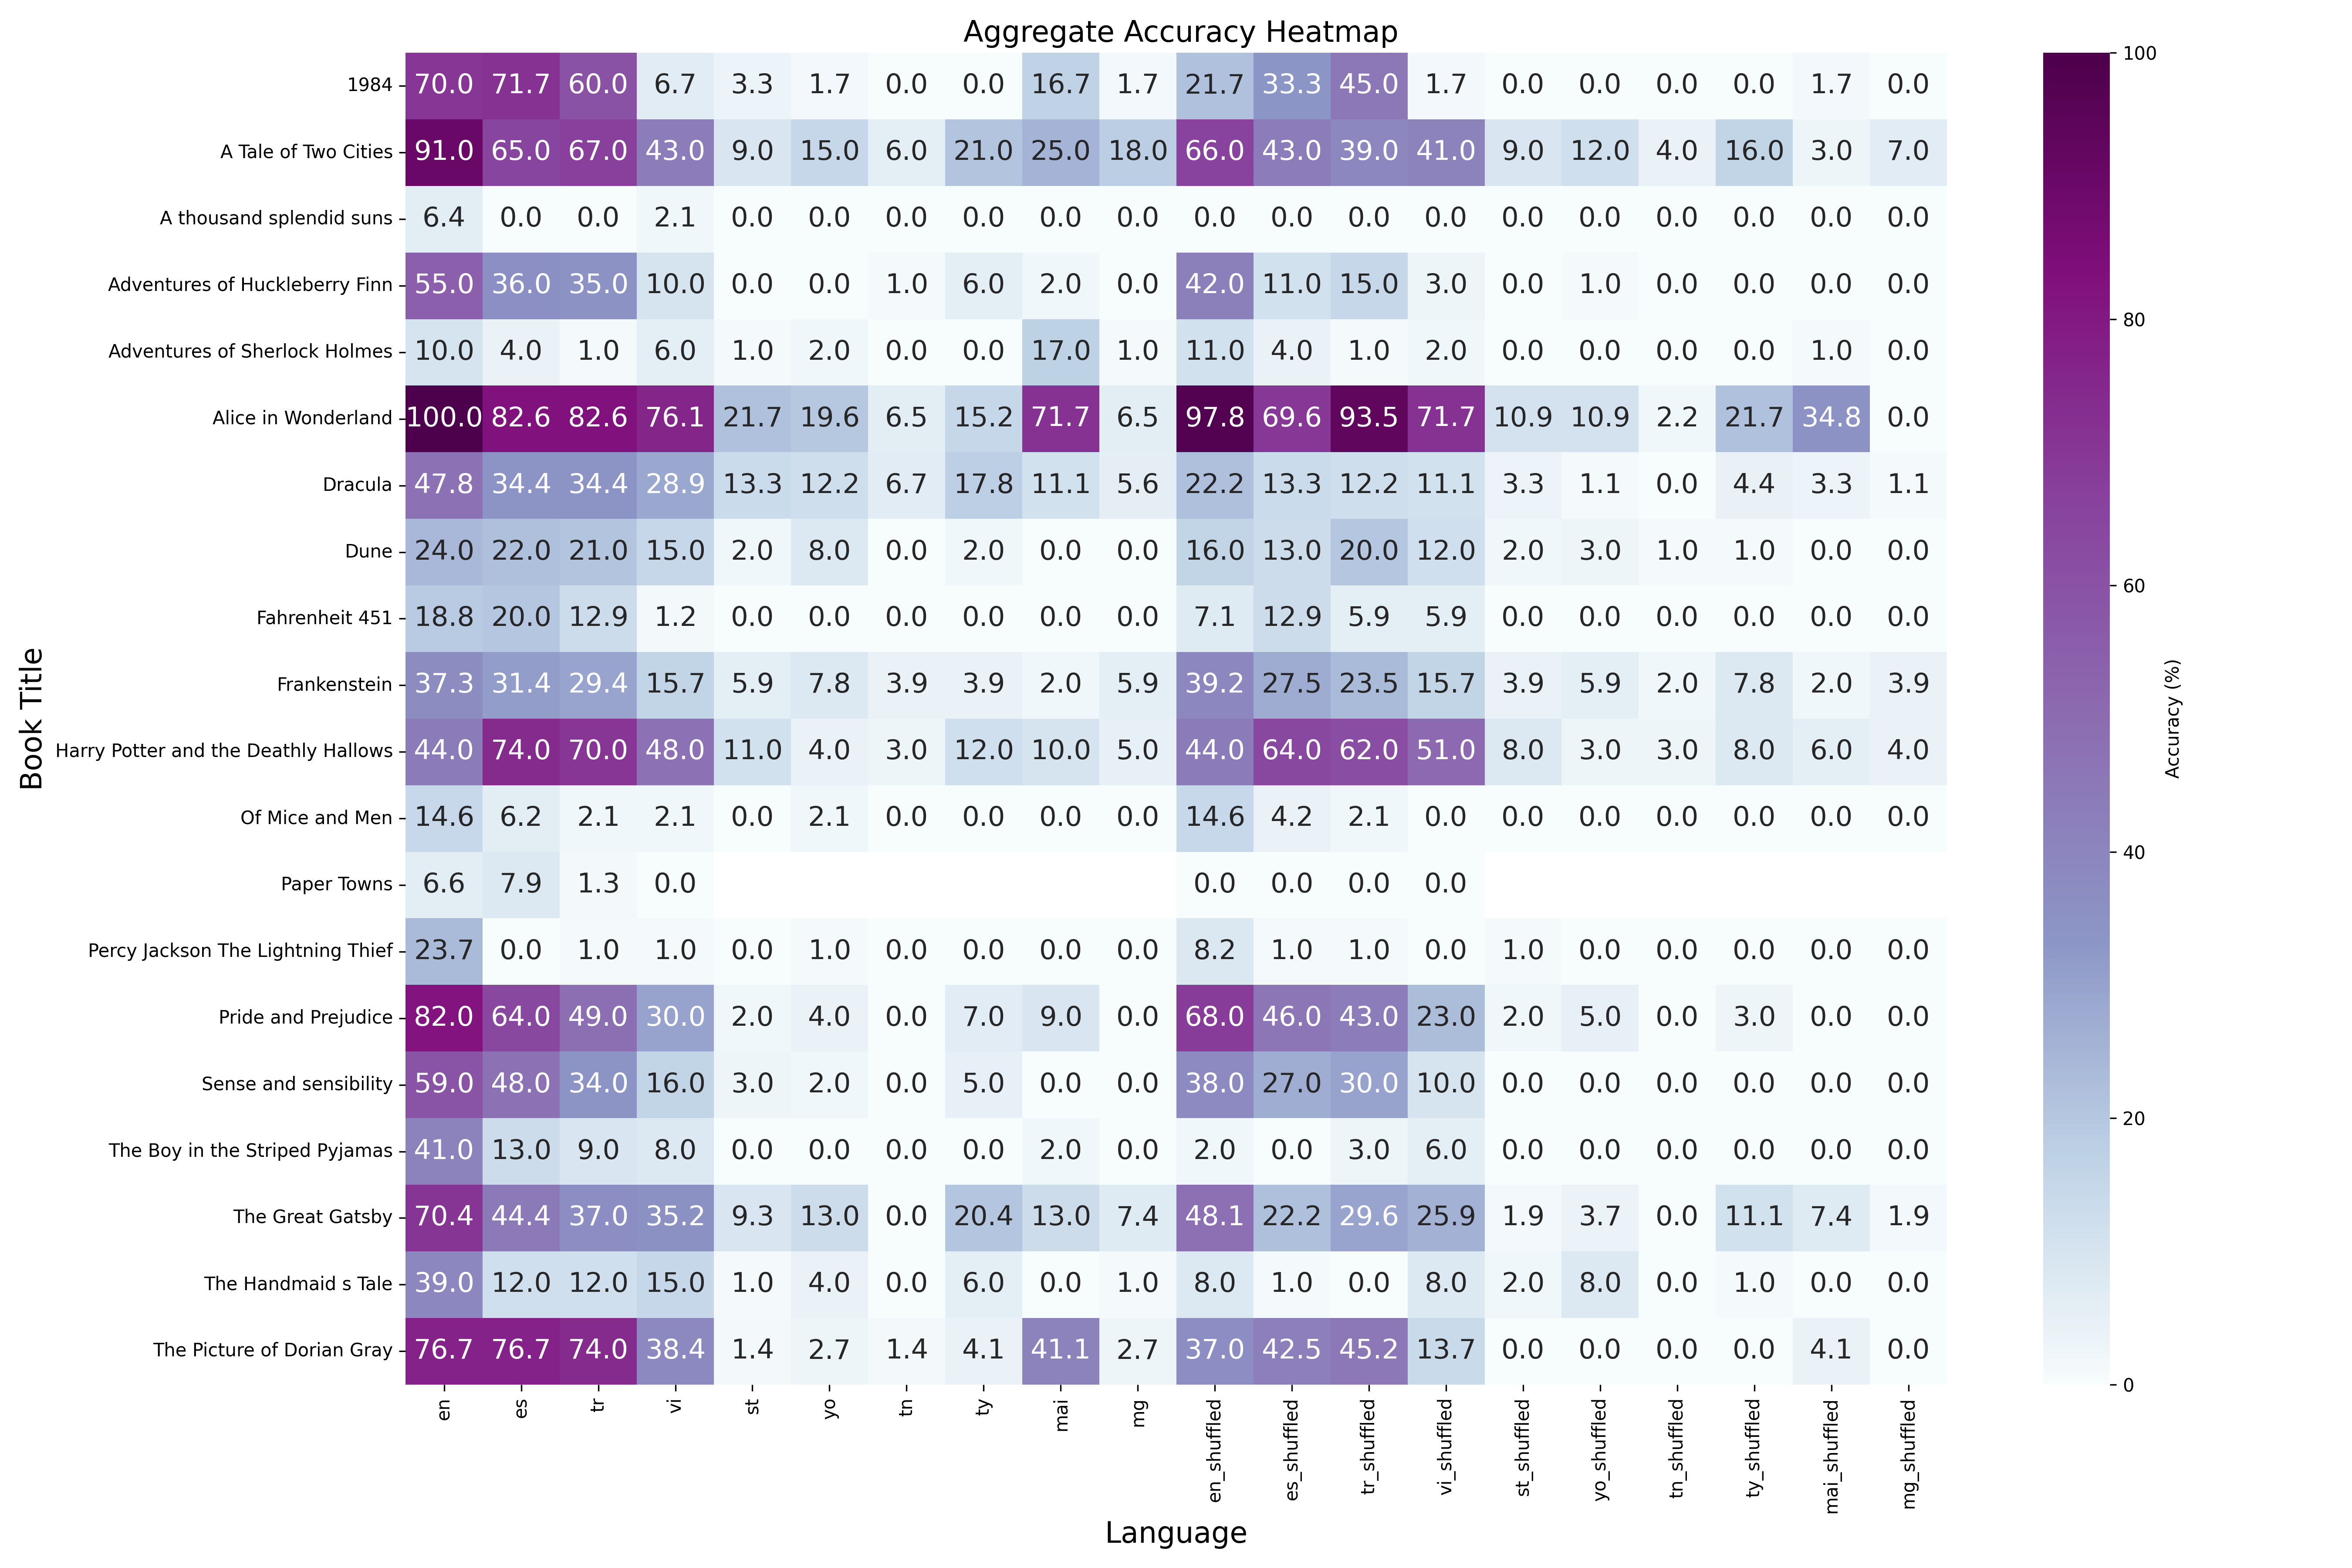 Aggregate Accuracy Heatmap
1984 70.0 71.7 60.0 6.7 3.3 1.7 0.0 0.0 16.7 1.7 21.7 33.3 45.0 1.7 0.0 0.0 0.0 0.0 1.7 0.0
A Tale of Two Cities 91.0 65.0 67.0 43.0 9.0 15.0 6.0 21.0 25.0 18.0 66.0 43.0 39.0 41.0 9.0 12.0 4.0 16.0 3.0 7.0
A thousand splendid suns 6.4 0.0 0.0 2.1 0.0 0.0 0.0 0.0 0.0 0.0 0.0 0.0 0.0 0.0 0.0 0.0 0.0 0.0 0.0 0.0
Adventures of Huckleberry Finn 55.0 36.0 35.0 10.0 0.0 0.0 1.0 6.0 2.0 0.0 42.0 11.0 15.0 3.0 0.0 1.0 0.0 0.0 0.0 0.0
Adventures of Sherlock Holmes 10.0 4.0 1.0 6.0 1.0 2.0 0.0 0.0 17.0 1.0 11.0 4.0 1.0 2.0 0.0 0.0 0.0 0.0 1.0 0.0
Alice in Wonderland 100.0 82.6 82.6 76.1 21.7 19.6 6.5 15.2 71.7 6.5 97.8 69.6 93.5 71.7 10.9 10.9 2.2 21.7 34.8 0.0
Dracula 47.8 34.4 34.4 28.9 13.3 12.2 6.7 17.8 11.1 5.6 22.2 13.3 12.2 11.1 3.3 1.1 0.0 4.4 3.3 1.1
Dune 24.0 22.0 21.0 15.0 2.0 8.0 0.0 2.0 0.0 0.0 16.0 13.0 20.0 12.0 2.0 3.0 1.0 1.0 0.0 0.0
Fahrenheit 451 18.8 20.0 12.9 1.2 0.0 0.0 0.0 0.0 0.0 0.0 7.1 12.9 5.9 5.9 0.0 0.0 0.0 0.0 0.0 0.0
Frankenstein 37.3 31.4 29.4 15.7 5.9 7.8 3.9 3.9 2.0 5.9 39.2 27.5 23.5 15.7 3.9 5.9 2.0 7.8 2.0 3.9
Harry Potter and the Deathly Hallows 44.0 74.0 70.0 48.0 11.0 4.0 3.0 12.0 10.0 5.0 44.0 64.0 62.0 51.0 8.0 3.0 3.0 8.0 6.0 4.0
Of Mice and Men 14.6 6.2 2.1 2.1 0.0 2.1 0.0 0.0 0.0 0.0 14.6 4.2 2.1 0.0 0.0 0.0 0.0 0.0 0.0 0.0
Paper Towns 6.6 7.9 1.3 0.0 0.0 0.0 0.0 0.0
Percy Jackson The Lightning Thief 23.7 0.0 1.0 1.0 0.0 1.0 0.0 0.0 0.0 0.0 8.2 1.0 1.0 0.0 1.0 0.0 0.0 0.0 0.0 0.0
Pride and Prejudice 82.0 64.0 49.0 30.0 2.0 4.0 0.0 7.0 9.0 0.0 68.0 46.0 43.0 23.0 2.0 5.0 0.0 3.0 0.0 0.0
Sense and sensibility 59.0 48.0 34.0 16.0 3.0 2.0 0.0 5.0 0.0 0.0 38.0 27.0 30.0 10.0 0.0 0.0 0.0 0.0 0.0 0.0
The Boy in the Striped Pyjamas 41.0 13.0 9.0 8.0 0.0 0.0 0.0 0.0 2.0 0.0 2.0 0.0 3.0 6.0 0.0 0.0 0.0 0.0 0.0 0.0
The Great Gatsby 70.4 44.4 37.0 35.2 9.3 13.0 0.0 20.4 13.0 7.4 48.1 22.2 29.6 25.9 1.9 3.7 0.0 11.1 7.4 1.9
The Handmaid s Tale 39.0 12.0 12.0 15.0 1.0 4.0 0.0 6.0 0.0 1.0 8.0 1.0 0.0 8.0 2.0 8.0 0.0 1.0 0.0 0.0
The Picture of Dorian Gray 76.7 76.7 74.0 38.4 1.4 2.7 1.4 4.1 41.1 2.7 37.0 42.5 45.2 13.7 0.0 0.0 0.0 0.0 4.1 0.0
en es tr vi st yo tn ty mai mg en_shuffled es_shuffled tr_shuffled vi_shuffled st_shuffled yo_shuffled tn_shuffled ty_shuffled mai_shuffled mg_shuffled
Language
Book Title
100
80
60
40
20
0
Accuracy (%)